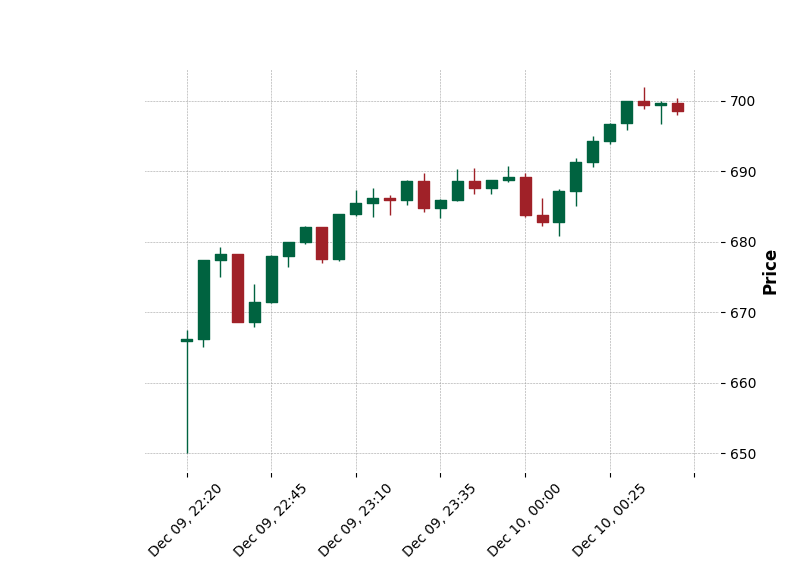 700
690
680
670
660
650
Price
Dec 09, 22:20
Dec 09, 22:45
Dec 09, 23:10
Dec 09, 23:35
Dec 10, 00:00
Dec 10, 00:25